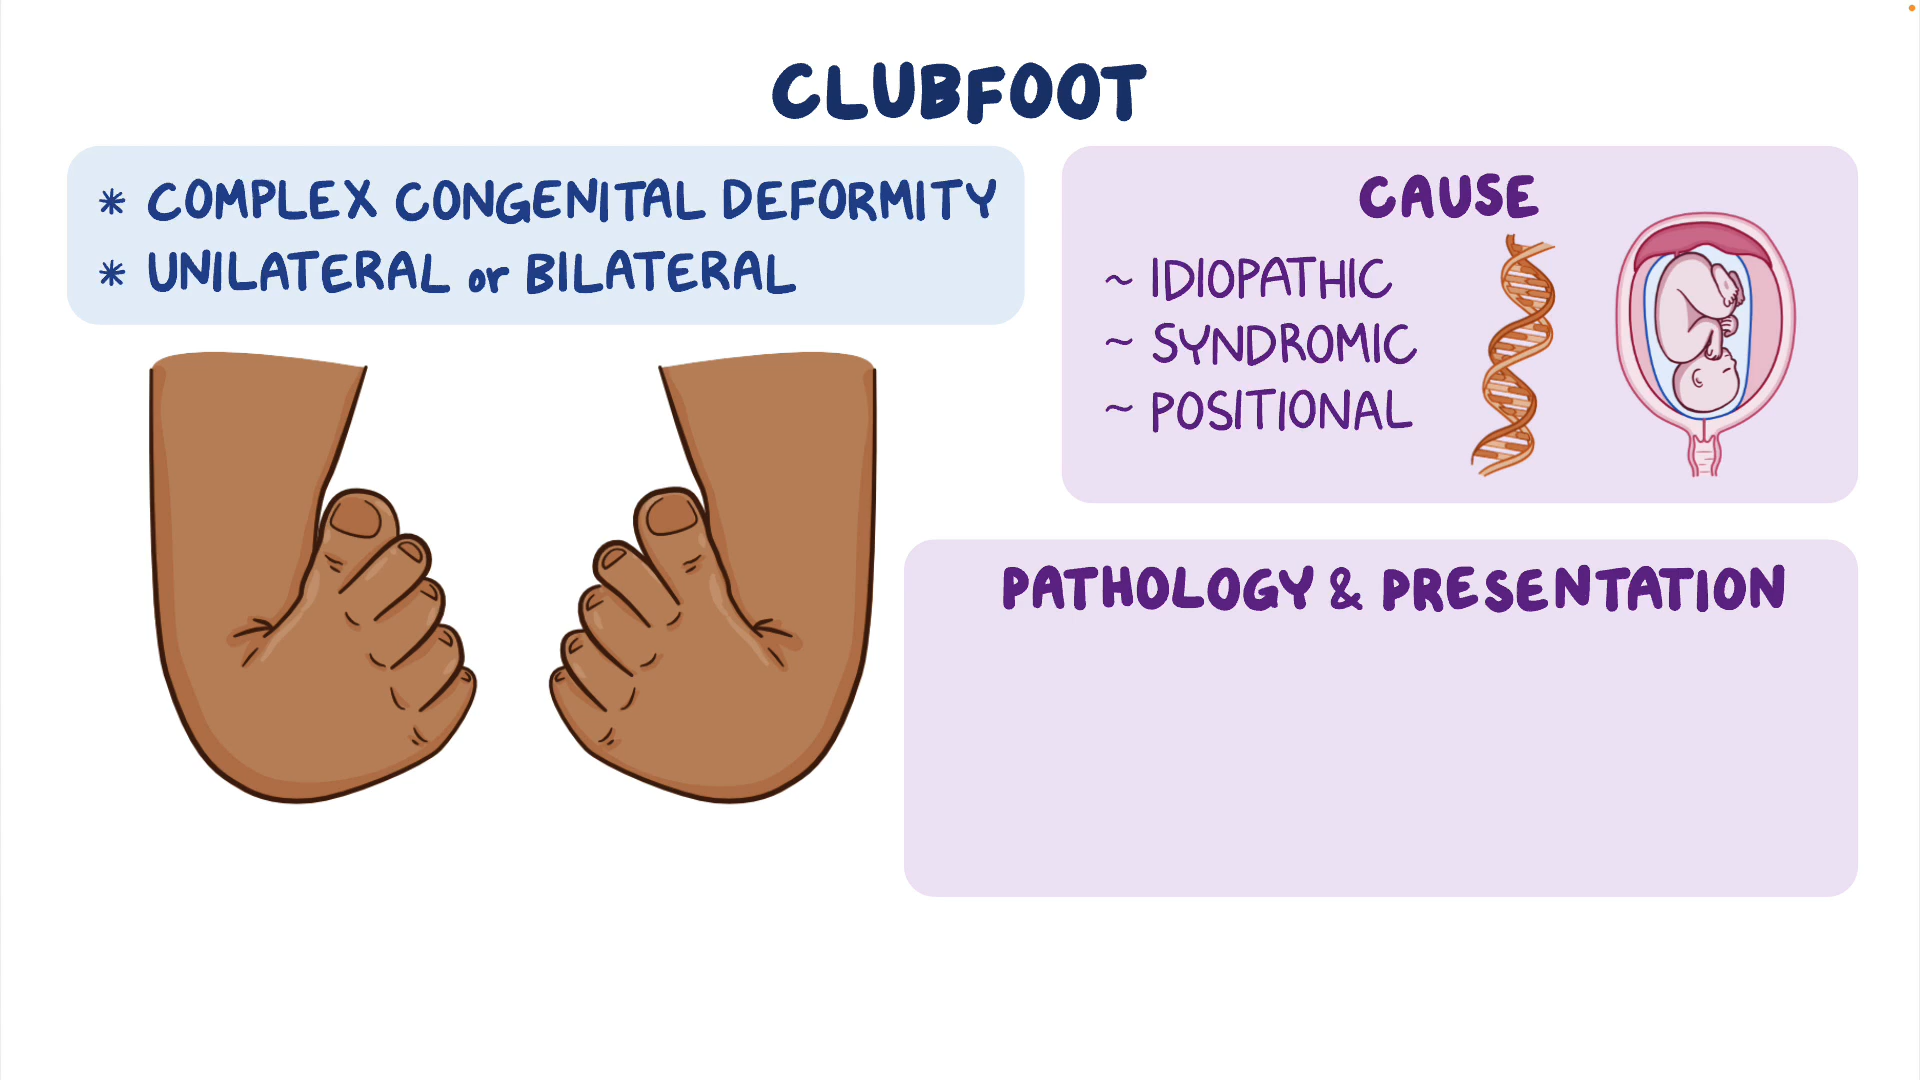 CLUBFOOT
* COMPLEX CONGENITAL DEFORMITY
* UNILATERAL or BILATERAL
CAUSE
~ IDIOPATHIC
~ SYNDROMIC
~ POSITIONAL
PATHOLOGY & PRESENTATION